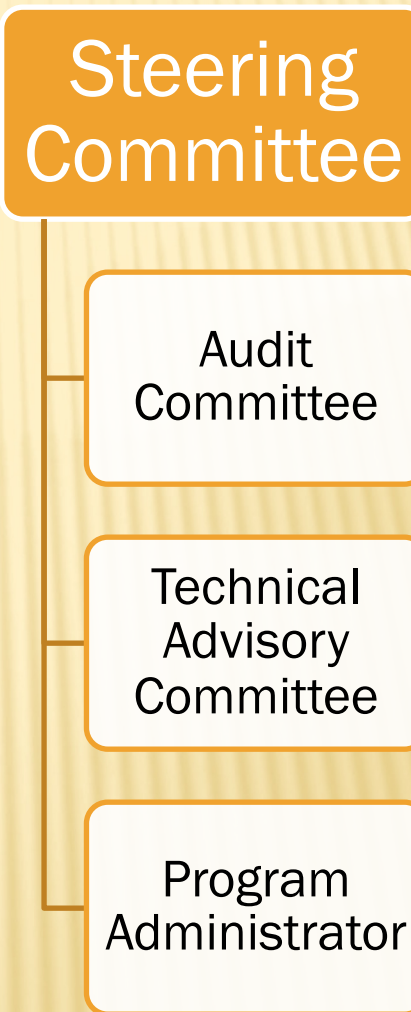 Steering
Committee
Audit
Committee
Technical
Advisory
Committee
Program
Administrator